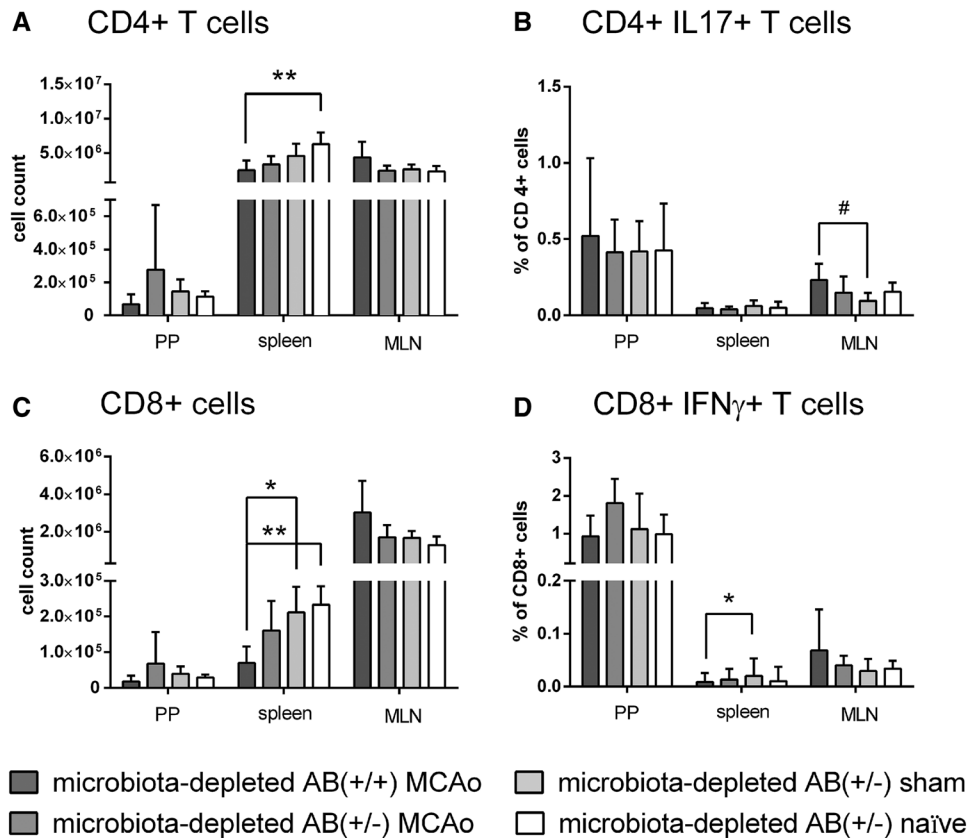 A CD4+ T cells
cell count
1.5×10⁷
1.0×10⁷
5.0×10⁶
6.0×10⁵
4.0×10⁵
2.0×10⁵
0
**
PP spleen MLN
B CD4+ IL17+ T cells
% of CD 4+ cells
1.5
1.0
0.5
0.0
#
PP spleen MLN
C CD8+ cells
cell count
6.0×10⁶
4.0×10⁶
2.0×10⁶
3.0×10⁵
2.0×10⁵
1.0×10⁵
0
*
**
PP spleen MLN
D CD8+ IFNγ+ T cells
% of CD8+ cells
3
2
1
0.2
0.1
0.0
*
PP spleen MLN
microbiota-depleted AB(+/+) MCAo
microbiota-depleted AB(+/-) MCAo
microbiota-depleted AB(+/-) sham
microbiota-depleted AB(+/-) naïve